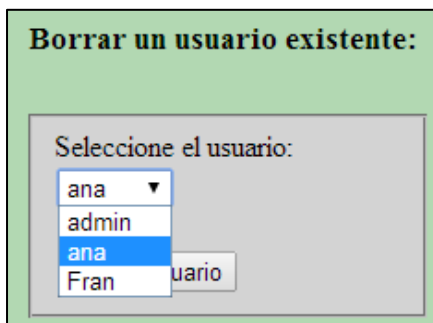 Borrar un usuario existente:
Seleccione el usuario:
ana
admin
ana
Fran
uario